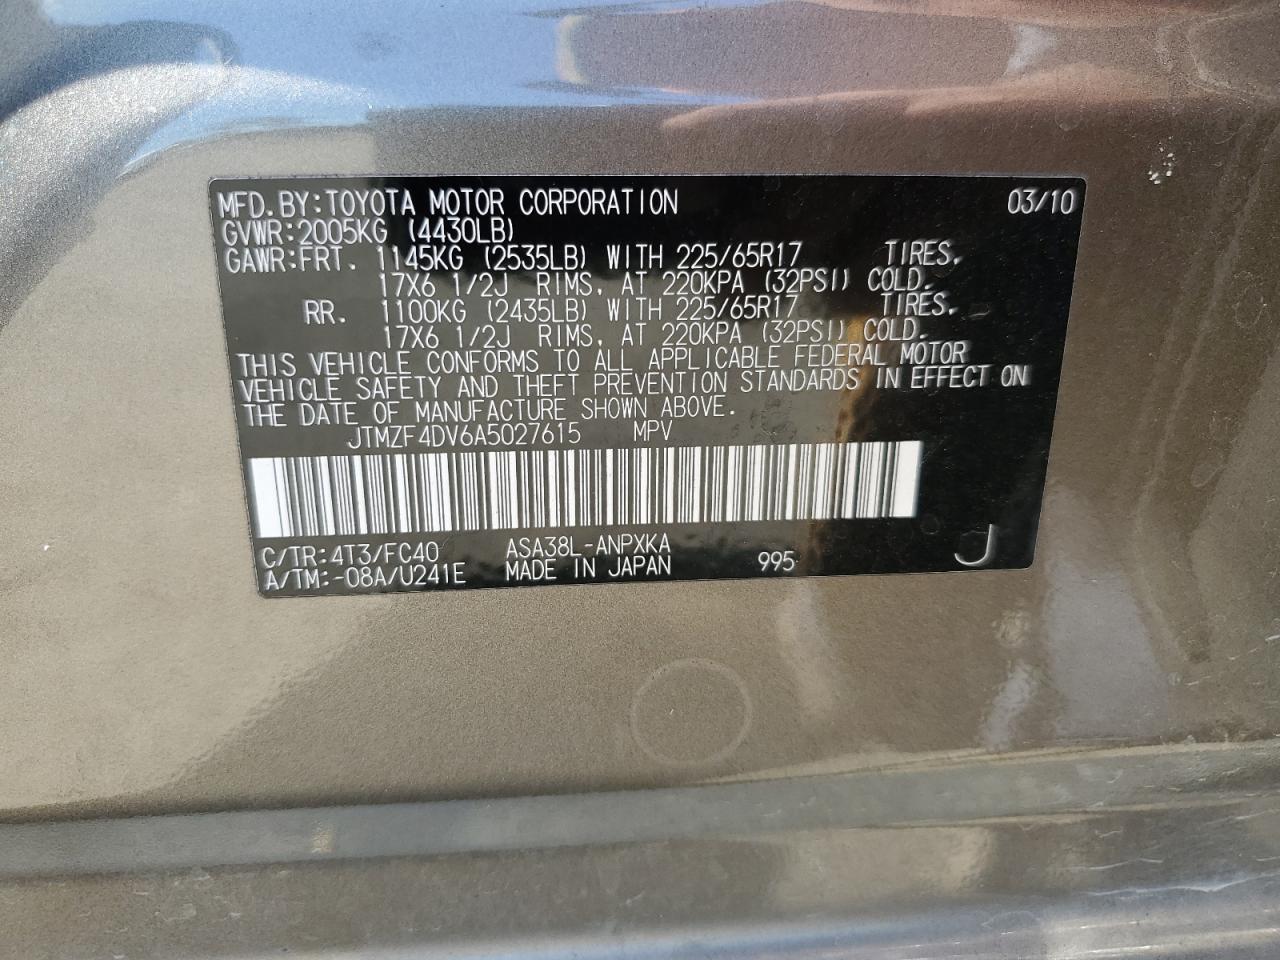 MFD. BY:TOYOTA MOTOR CORPORATION 03/10
GVWR:2005KG (4430LB)
GAWR:FRT. 1145KG (2535LB) WITH 225/65R17 TIRES,
17X6 1/2J RIMS, AT 220KPA (32PSI) COLD.
RR. 1100KG (2435LB) WITH 225/65R17 TIRES,
17X6 1/2J RIMS, AT 220KPA (32PSI) COLD.
THIS VEHICLE CONFORMS TO ALL APPLICABLE FEDERAL MOTOR
VEHICLE SAFETY AND THEFT PREVENTION STANDARDS IN EFFECT ON
THE DATE OF MANUFACTURE SHOWN ABOVE.
JTMZF4DV6A5027615 MPV
C/TR:4T3/FC40 ASA38L-ANPXKA
A/TM:-08A/U241E MADE IN JAPAN 995 J